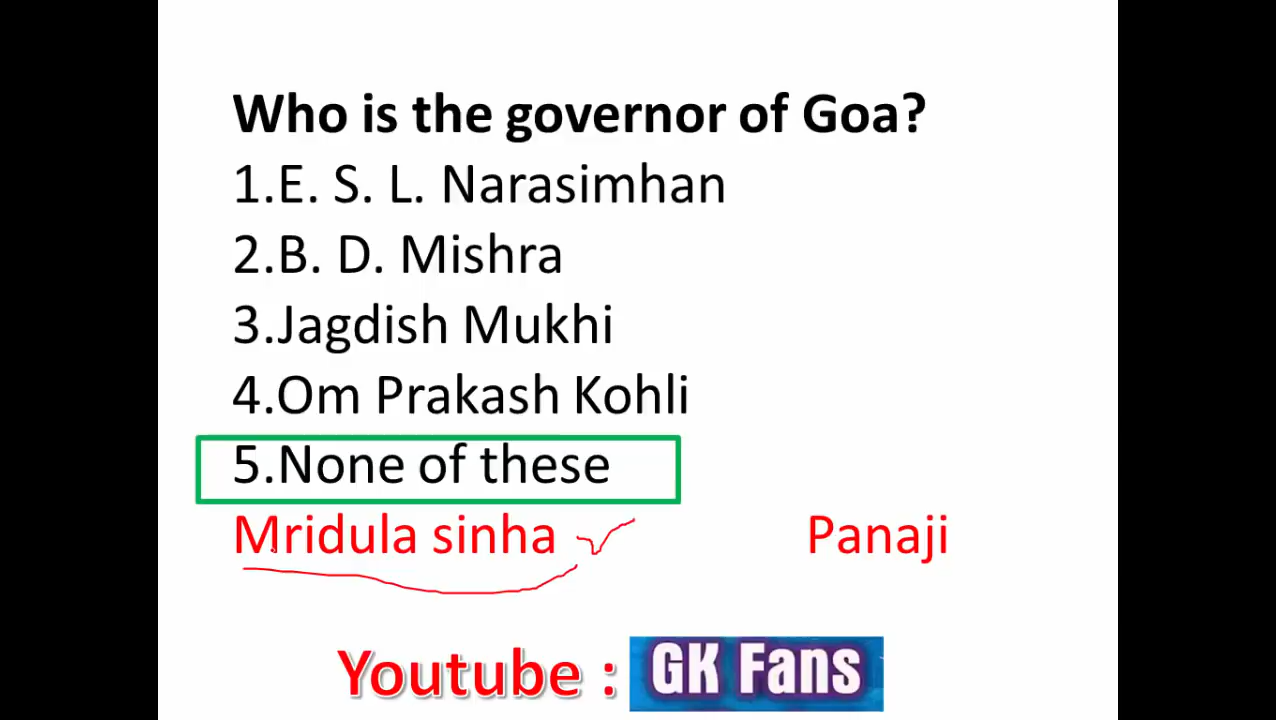 Who is the governor of Goa?
1.E. S. L. Narasimhan
2.B. D. Mishra
3.Jagdish Mukhi
4.Om Prakash Kohli
5.None of these
Mridula sinha Panaji
Youtube : GK Fans